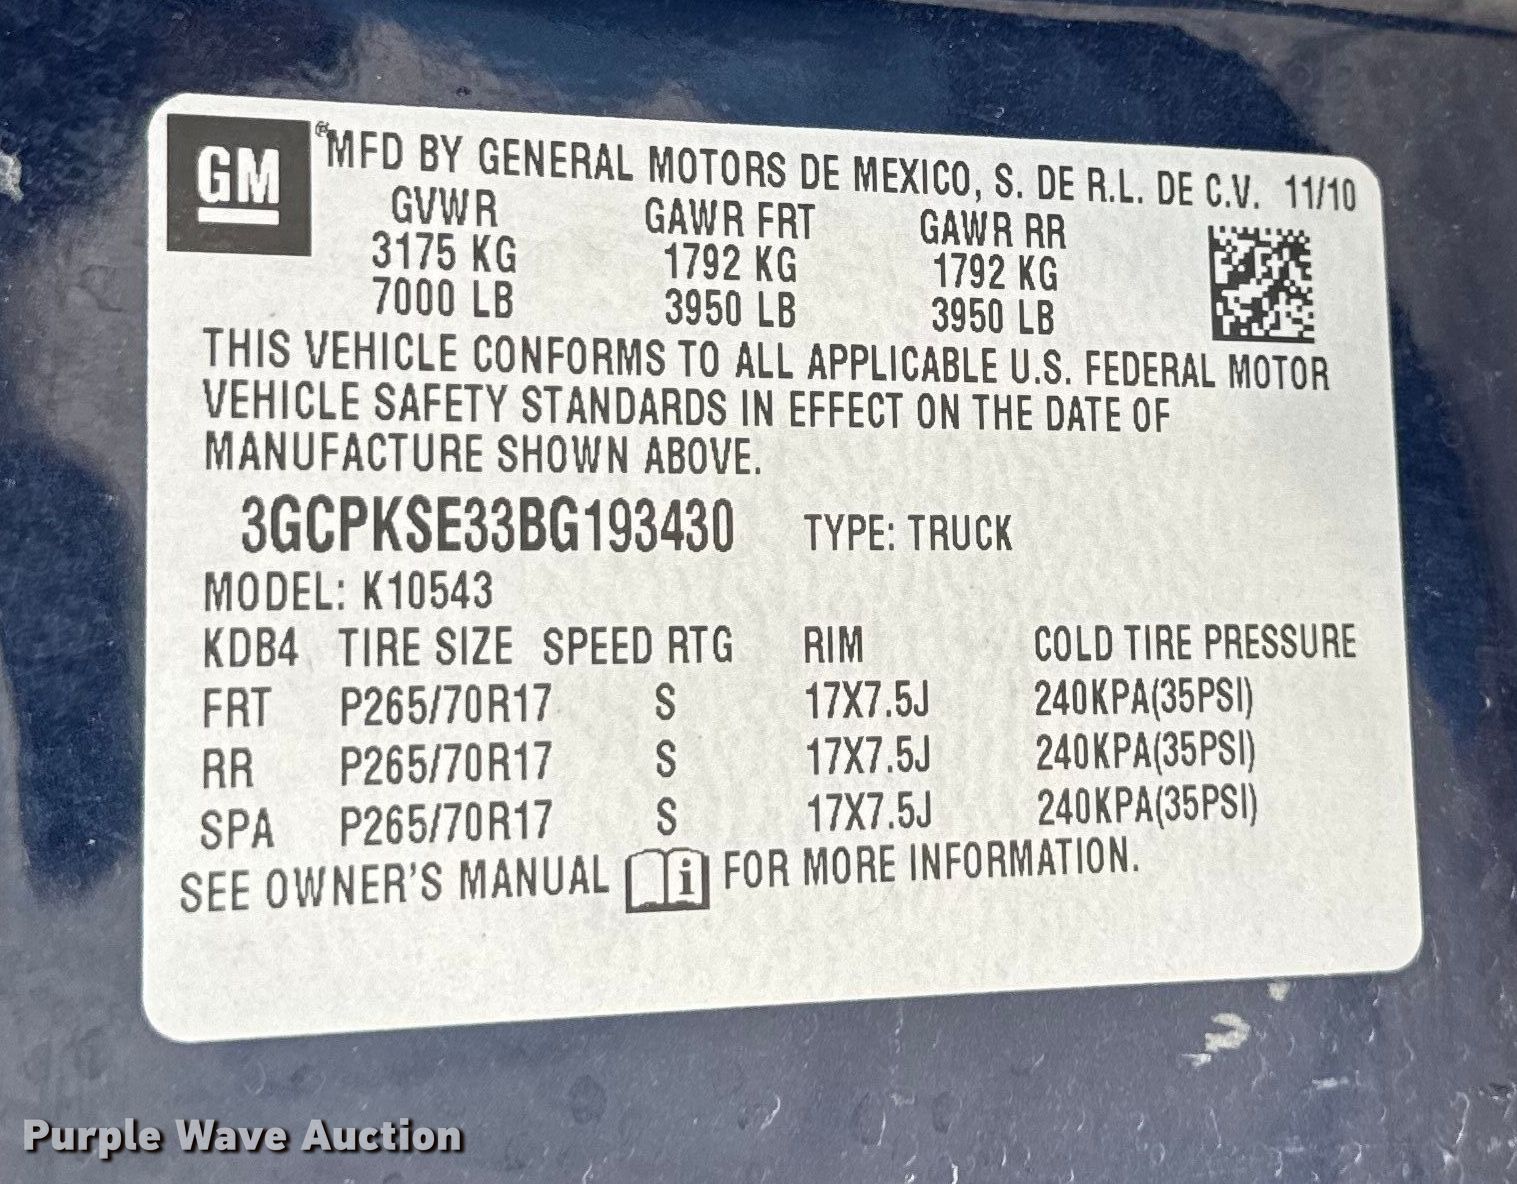 GM
®MFD BY GENERAL MOTORS DE MEXICO, S. DE R.L. DE C.V. 11/10
GVWR GAWR FRT GAWR RR
3175 KG 1792 KG 1792 KG
7000 LB 3950 LB 3950 LB
THIS VEHICLE CONFORMS TO ALL APPLICABLE U.S. FEDERAL MOTOR
VEHICLE SAFETY STANDARDS IN EFFECT ON THE DATE OF
MANUFACTURE SHOWN ABOVE.
3GCPKSE33BG193430 TYPE: TRUCK
MODEL: K10543
KDB4 TIRE SIZE SPEED RTG RIM COLD TIRE PRESSURE
FRT P265/70R17 S 17X7.5J 240KPA(35PSI)
RR P265/70R17 S 17X7.5J 240KPA(35PSI)
SPA P265/70R17 S 17X7.5J 240KPA(35PSI)
SEE OWNER'S MANUAL i FOR MORE INFORMATION.
Purple Wave Auction